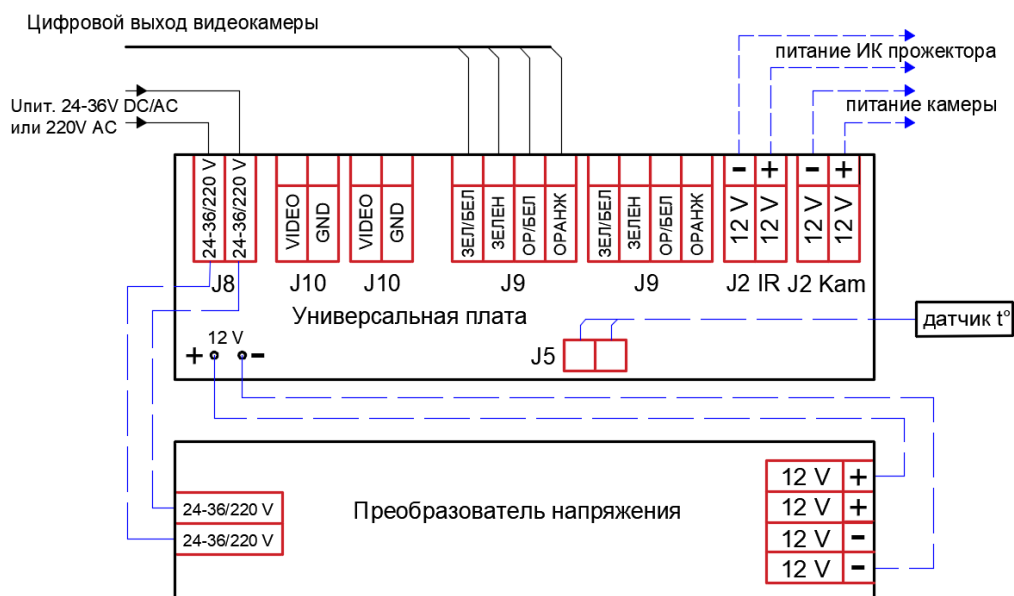 Цифровой выход видеокамеры
питание ИК прожектора
Uпит. 24-36V DC/AC
или 220V AC
питание камеры
24-36/220 V
24-36/220 V
VIDEO
GND
VIDEO
GND
ЗЕЛ/БЕЛ
ЗЕЛЕН
ОР/БЕЛ
ОРАНЖ
ЗЕЛ/БЕЛ
ЗЕЛЕН
ОР/БЕЛ
ОРАНЖ
- + - +
12 V
12 V
12 V
12 V
J8 J10 J10 J9 J9 J2 IR J2 Kam
Универсальная плата
датчик t°
12 V
+ -
J5
12 V +
24-36/220 V
Преобразователь напряжения
12 V +
24-36/220 V
12 V -
12 V -